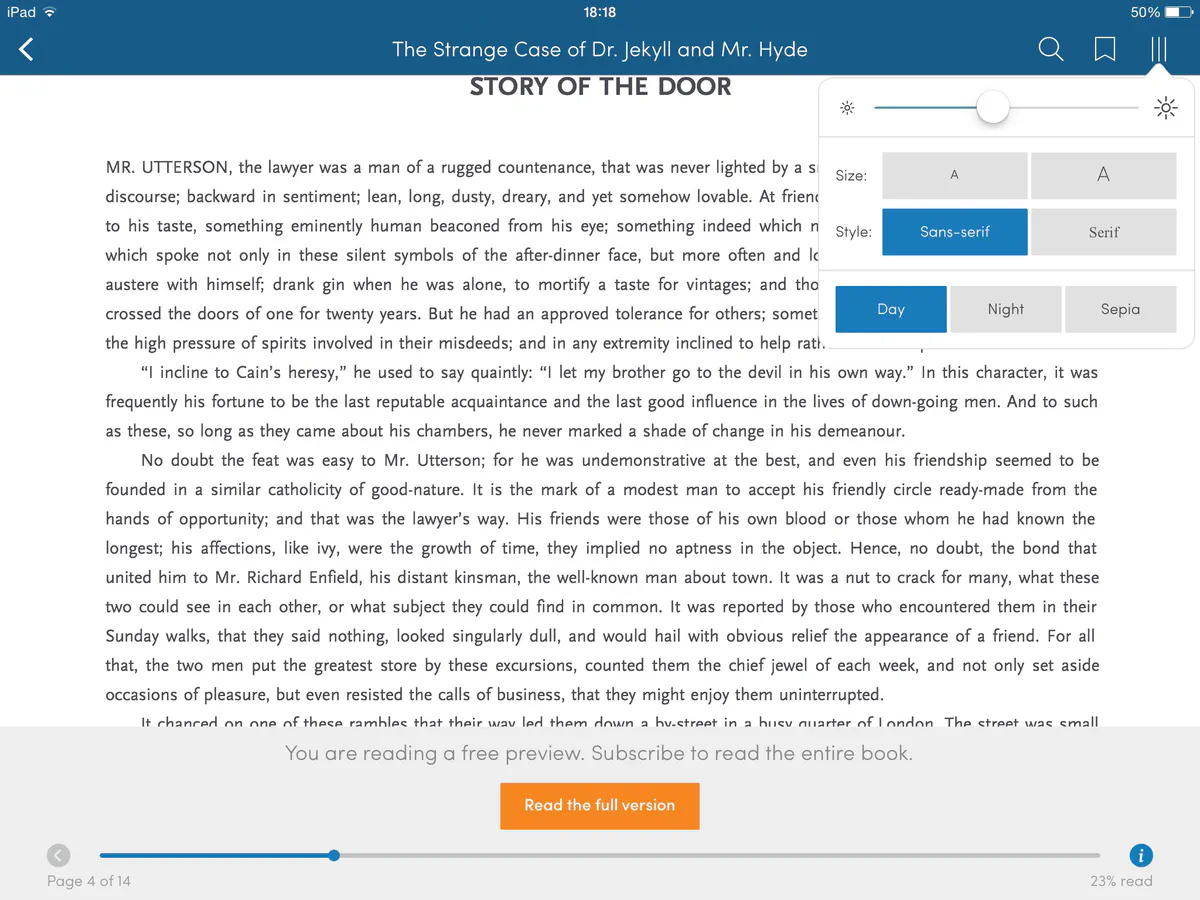 iPad
18:18
50%
The Strange Case of Dr. Jekyll and Mr. Hyde
STORY OF THE DOOR
MR. UTTERSON, the lawyer was a man of a rugged countenance, that was never lighted by a
discourse; backward in sentiment; lean, long, dusty, dreary, and yet somehow lovable. At
to his taste, something eminently human beaconed from his eye; something indeed which
which spoke not only in these silent symbols of the after-dinner face, but more often and
austere with himself; drank gin when he was alone, to mortify a taste for vintages; and
crossed the doors of one for twenty years. But he had an approved tolerance for others;
the high pressure of spirits involved in their misdeeds; and in any extremity inclined to help
“I incline to Cain’s heresy,” he used to say quaintly: “I let my brother go to the devil in his own way.” In this character, it was
frequently his fortune to be the last reputable acquaintance and the last good influence in the lives of down-going men. And to such
as these, so long as they came about his chambers, he never marked a shade of change in his demeanour.
No doubt the feat was easy to Mr. Utterson; for he was undemonstrative at the best, and even his friendship seemed to be
founded in a similar catholicity of good-nature. It is the mark of a modest man to accept his friendly circle ready-made from the
hands of opportunity; and that was the lawyer’s way. His friends were those of his own blood or those whom he had known the
longest; his affections, like ivy, were the growth of time, they implied no aptness in the object. Hence, no doubt, the bond that
united him to Mr. Richard Enfield, his distant kinsman, the well-known man about town. It was a nut to crack for many, what these
two could see in each other, or what subject they could find in common. It was reported by those who encountered them in their
Sunday walks, that they said nothing, looked singularly dull, and would hail with obvious relief the appearance of a friend. For all
that, the two men put the greatest store by these excursions, counted them the chief jewel of each week, and not only set aside
occasions of pleasure, but even resisted the calls of business, that they might enjoy them uninterrupted.
It chanced on one of these rambles that their way led them down a by-street in a busy quarter of London. The street was small
Size:
A
A
Style:
Sans-serif
Serif
Day
Night
Sepia
You are reading a free preview. Subscribe to read the entire book.
Read the full version
Page 4 of 14
23% read